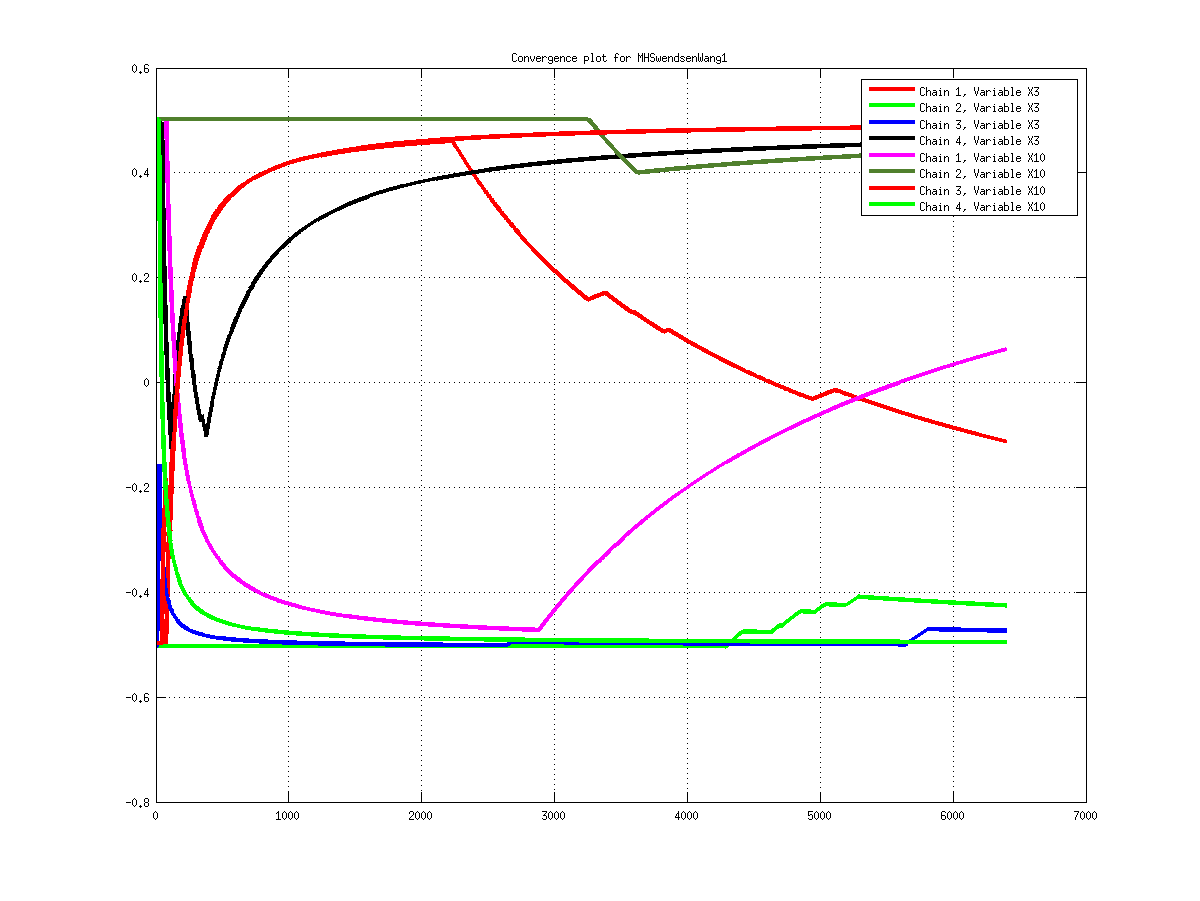 Convergence plot for MHSwendsenWang1
0.6
0.4
0.2
0
-0.2
-0.4
-0.6
-0.8
0 1000 2000 3000 4000 5000 6000 7000
Chain 1, Variable X3
Chain 2, Variable X3
Chain 3, Variable X3
Chain 4, Variable X3
Chain 1, Variable X10
Chain 2, Variable X10
Chain 3, Variable X10
Chain 4, Variable X10